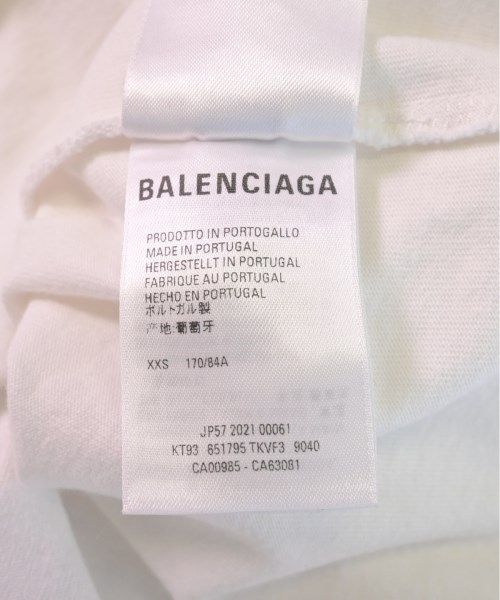 BALENCIAGA
PRODOTTO IN PORTOGALLO
MADE IN PORTUGAL
HERGESTELLT IN PORTUGAL
FABRIQUE AU PORTUGAL
HECHO EN PORTUGAL
ポルトガル製
产地:葡萄牙
XXS 170/84A
JP57 2021 00061
KT93 651795 TKVF3 9040
CA00985 - CA63081